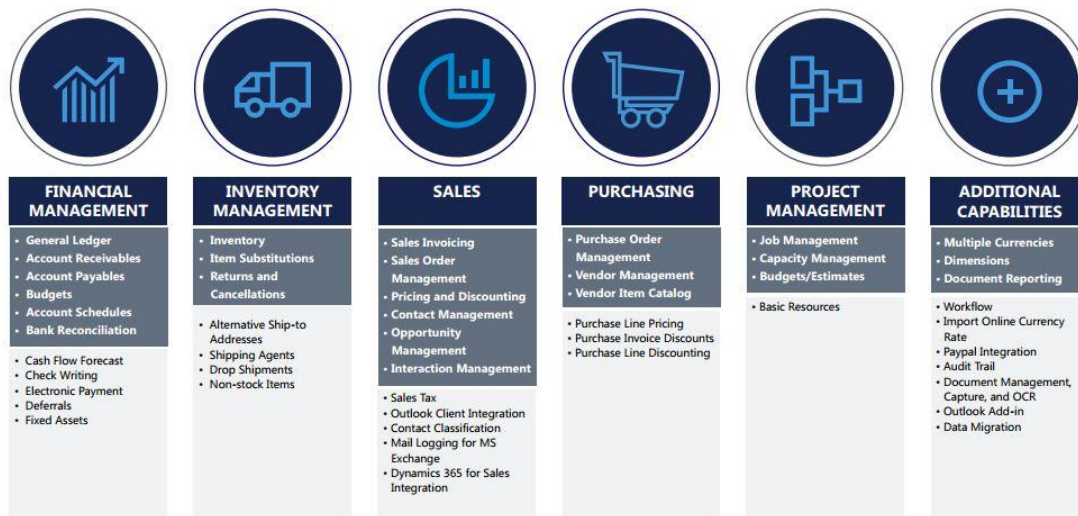 FINANCIAL
MANAGEMENT
• General Ledger
• Account Receivables
• Account Payables
• Budgets
• Account Schedules
• Bank Reconciliation
• Cash Flow Forecast
• Check Writing
• Electronic Payment
• Deferrals
• Fixed Assets
INVENTORY
MANAGEMENT
• Inventory
• Item Substitutions
• Returns and
Cancellations
• Alternative Ship-to
Addresses
• Shipping Agents
• Drop Shipments
• Non-stock Items
SALES
• Sales Invoicing
• Sales Order
Management
• Pricing and Discounting
• Contact Management
• Opportunity
Management
• Interaction Management
• Sales Tax
• Outlook Client Integration
• Contact Classification
• Mail Logging for MS
Exchange
• Dynamics 365 for Sales
Integration
PURCHASING
• Purchase Order
Management
• Vendor Management
• Vendor Item Catalog
• Purchase Line Pricing
• Purchase Invoice Discounts
• Purchase Line Discounting
PROJECT
MANAGEMENT
• Job Management
• Capacity Management
• Budgets/Estimates
• Basic Resources
ADDITIONAL
CAPABILITIES
• Multiple Currencies
• Dimensions
• Document Reporting
• Workflow
• Import Online Currency
Rate
• Paypal Integration
• Audit Trail
• Document Management,
Capture, and OCR
• Outlook Add-in
• Data Migration